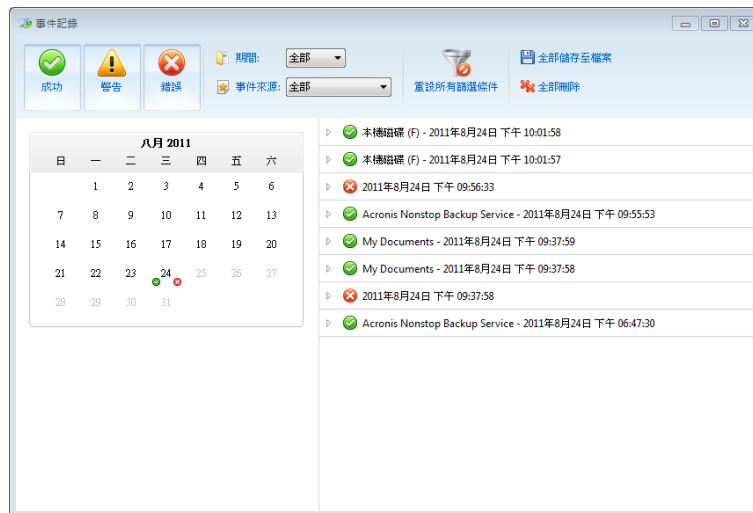 事件記錄
成功 警告 錯誤
期間: 全部
事件來源: 全部
重設所有篩選條件
全部儲存至檔案
全部刪除
八月 2011
日 一 二 三 四 五 六
1 2 3 4 5 6
7 8 9 10 11 12 13
14 15 16 17 18 19 20
21 22 23 24 25 26 27
28 29 30 31
本機磁碟 (F) - 2011年8月24日 下午 10:01:58
本機磁碟 (F) - 2011年8月24日 下午 10:01:57
2011年8月24日 下午 09:56:33
Acronis Nonstop Backup Service - 2011年8月24日 下午 09:55:53
My Documents - 2011年8月24日 下午 09:37:59
My Documents - 2011年8月24日 下午 09:37:58
2011年8月24日 下午 09:37:58
Acronis Nonstop Backup Service - 2011年8月24日 下午 06:47:30